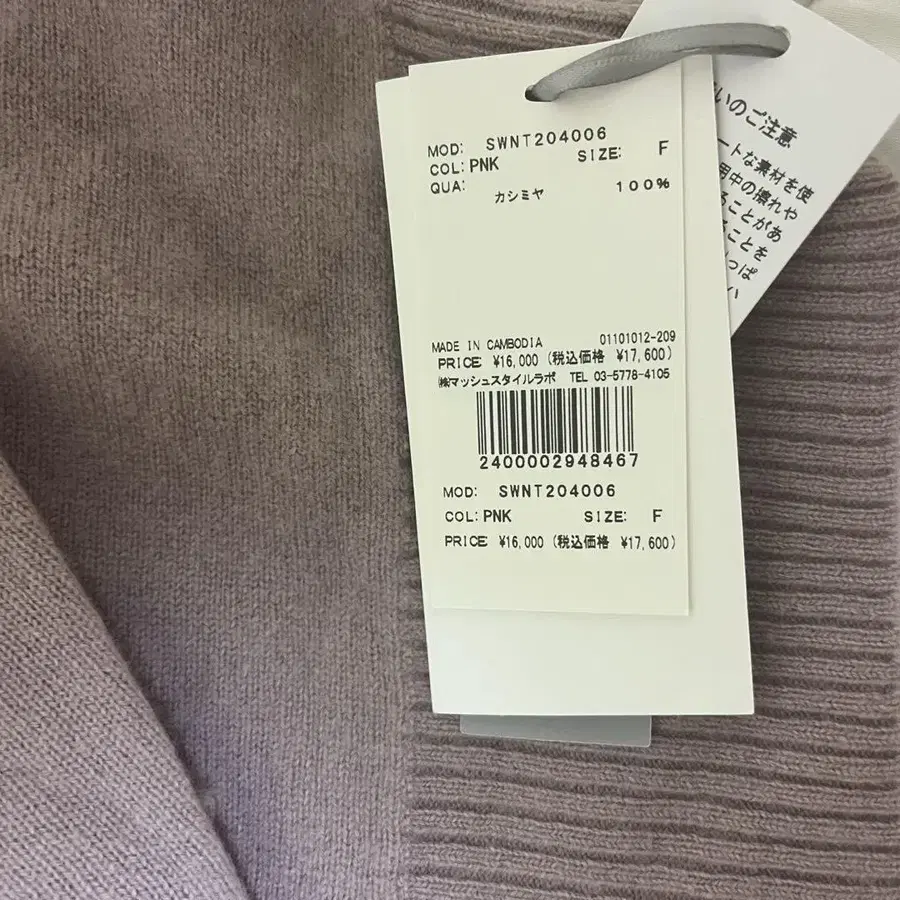 MOD: SWNT204006
COL: PNK SIZE: F
QUA: カシミヤ 100%
MADE IN CAMBODIA 01101012-209
PRICE: ¥16,000 (税込価格 ¥17,600)
㈱マッシュスタイルラボ TEL 03-5778-4105
2400002948467
MOD: SWNT204006
COL: PNK SIZE: F
PRICE: ¥16,000 (税込価格 ¥17,600)
いのご注意
ートな素材を使
用中の擦れや
ることがあ
ることを
っぱ
い